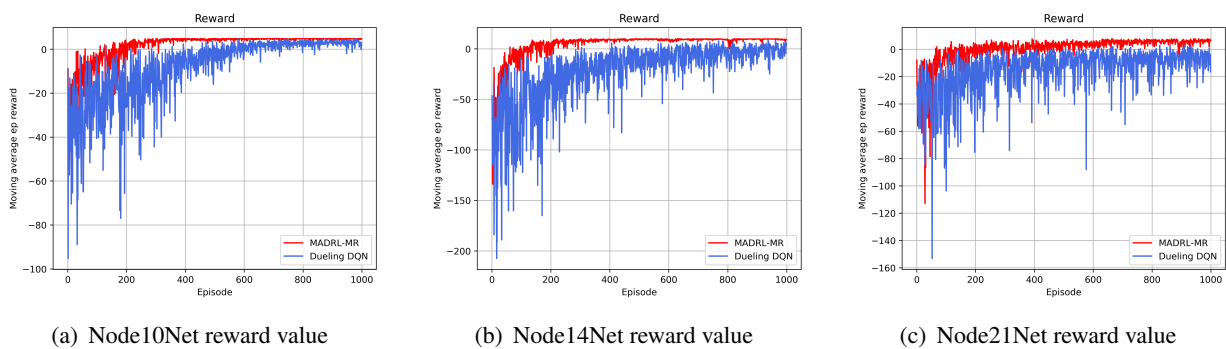 Reward
Moving average ep reward
0
−20
−40
−60
−80
−100
0
200
400
600
800
1000
Episode
MADRL-MR
Dueling DQN
(a) Node10Net reward value
Reward
Moving average ep reward
0
−50
−100
−150
−200
0
200
400
600
800
1000
Episode
MADRL-MR
Dueling DQN
(b) Node14Net reward value
Reward
Moving average ep reward
20
0
−20
−40
−60
−80
−100
−120
−140
−160
0
200
400
600
800
1000
Episode
MADRL-MR
Dueling DQN
(c) Node21Net reward value